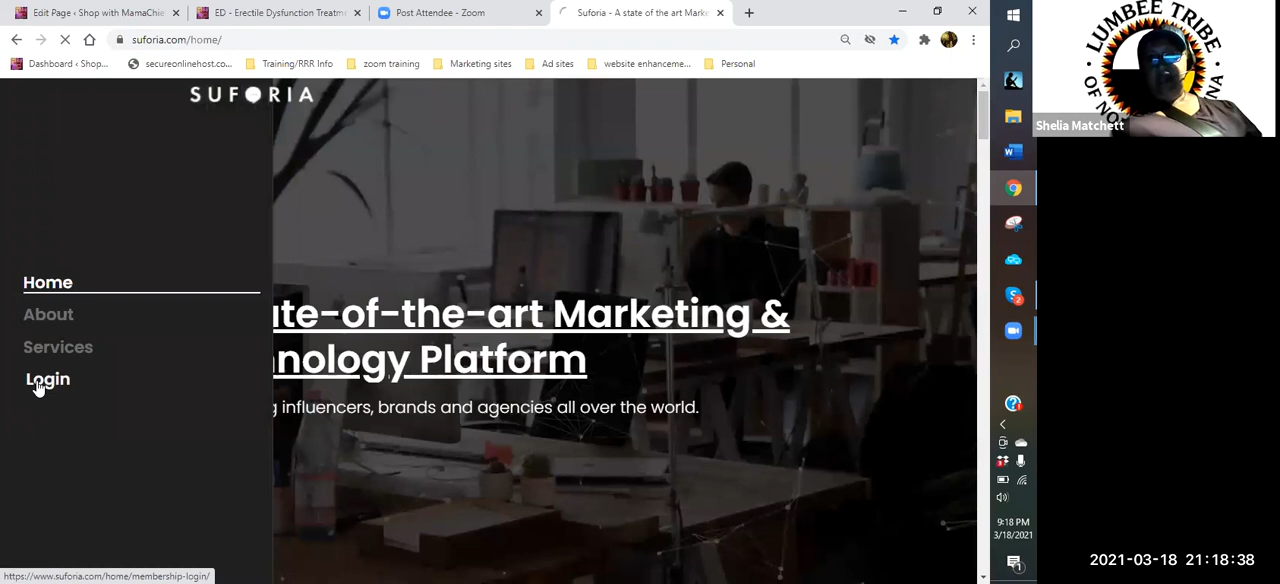 Edit Page ‹ Shop with MamaChie
ED - Erectile Dysfunction Treatm
Post Attendee - Zoom
Suforia - A state of the art Marke
suforia.com/home/
Dashboard ‹ Shop...
secureonlinehost.co...
Training/RRR Info
zoom training
Marketing sites
Ad sites
website enhanceme...
Personal
SUFORIA
Home
About
Services
Login
ate-of-the-art Marketing &
nnology Platform
g influencers, brands and agencies all over the world.
https://www.suforia.com/home/membership-login/
LUMBEE TRIBE
OF NO
NA
Shelia Matchett
9:18 PM
3/18/2021
2021-03-18 21:18:38